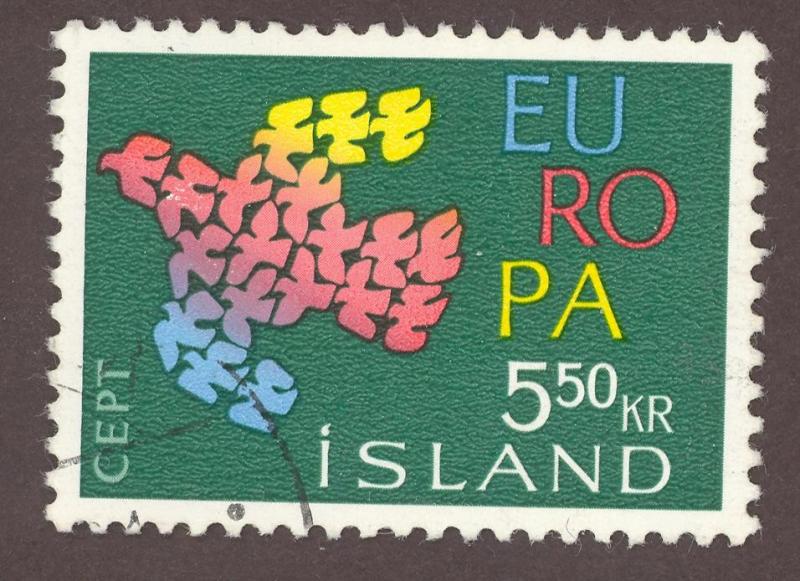 EU
RO
PA
5 50 KR
CEPT
ÍSLAND